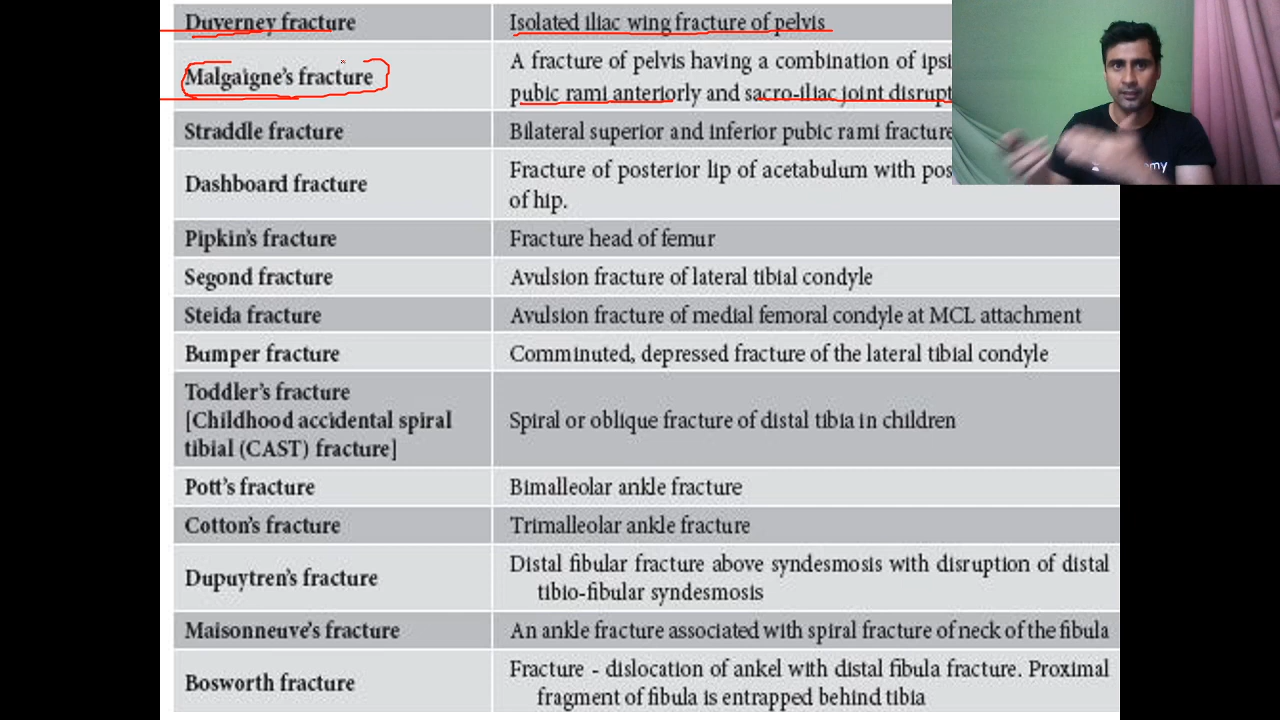 Duverney fracture
Isolated iliac wing fracture of pelvis
Malgaigne's fracture
A fracture of pelvis having a combination of ipsi
pubic rami anteriorly and sacro-iliac joint disrupt
Straddle fracture
Bilateral superior and inferior pubic rami fracture
Dashboard fracture
Fracture of posterior lip of acetabulum with pos
of hip.
Pipkin's fracture
Fracture head of femur
Segond fracture
Avulsion fracture of lateral tibial condyle
Steida fracture
Avulsion fracture of medial femoral condyle at MCL attachment
Bumper fracture
Comminuted, depressed fracture of the lateral tibial condyle
Toddler's fracture
[Childhood accidental spiral
tibial (CAST) fracture]
Spiral or oblique fracture of distal tibia in children
Pott's fracture
Bimalleolar ankle fracture
Cotton's fracture
Trimalleolar ankle fracture
Dupuytren's fracture
Distal fibular fracture above syndesmosis with disruption of distal
tibio-fibular syndesmosis
Maisonneuve's fracture
An ankle fracture associated with spiral fracture of neck of the fibula
Bosworth fracture
Fracture - dislocation of ankel with distal fibula fracture. Proximal
fragment of fibula is entrapped behind tibia